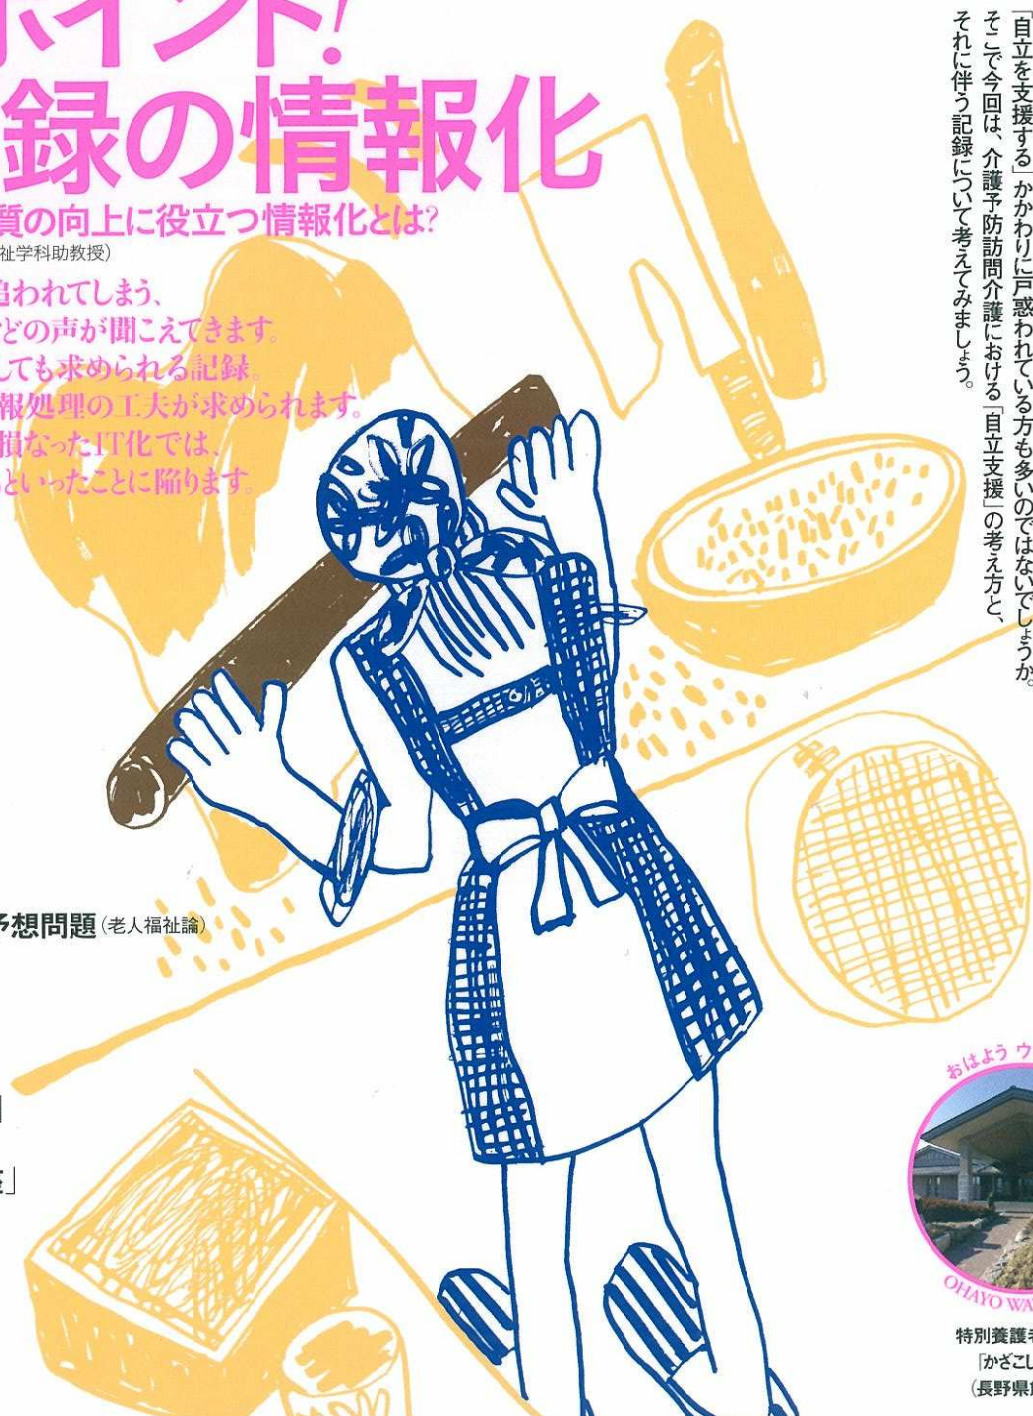 ポイント!
録の情報化
質の向上に役立つ情報化とは?
祉学科助教授)
追われてしまう、
どの声が聞こえてきます。
しても求められる記録。
報処理の工夫が求められます。
損なったIT化では、
といったことに陥ります。
「自立を支援する」かかわりに戸惑われている方も多いのではないでしょうか。
そこで今回は、介護予防訪問介護における「自立支援」の考え方と、
それに伴う記録について考えてみましょう。
予想問題(老人福祉論)
」
おはよう ウ
OHAYO WA
特別養護老
「かざこし
(長野県